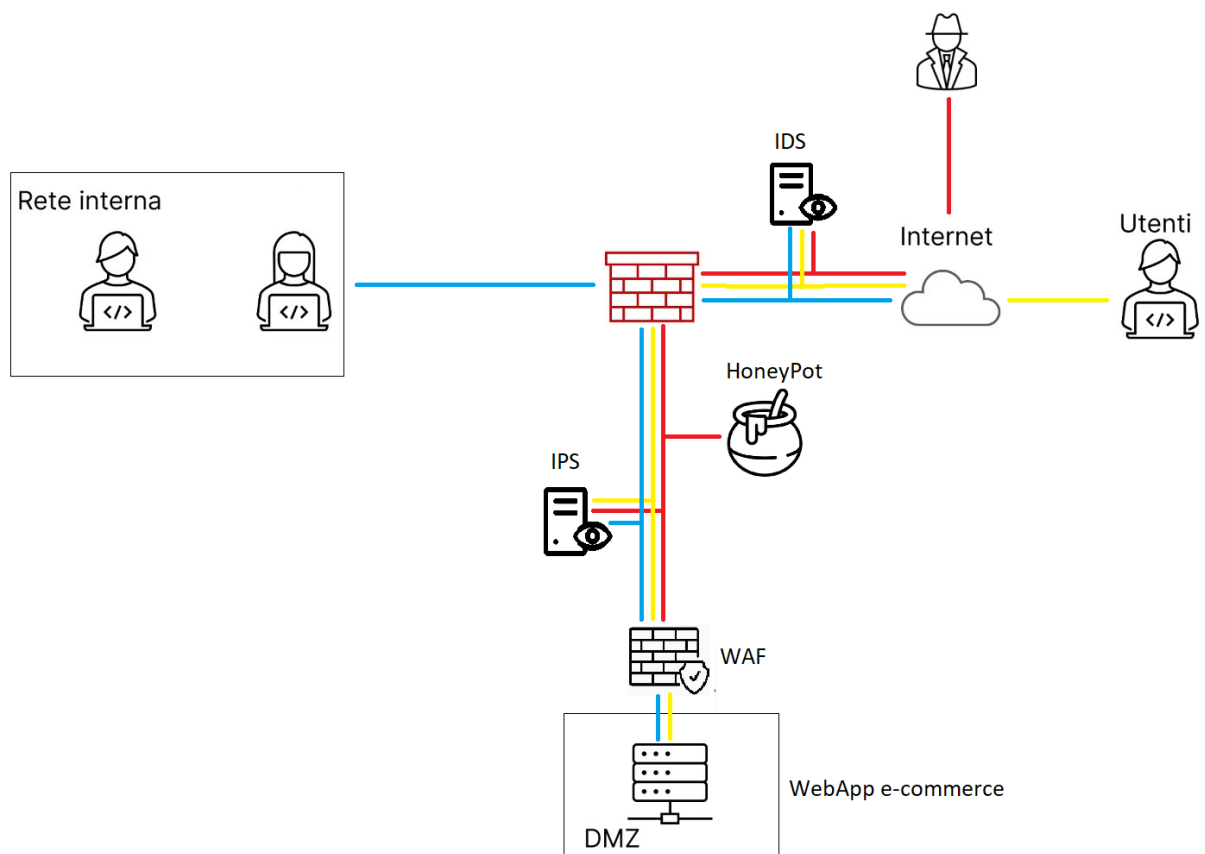 IDS
Rete interna
Internet
Utenti
</>
</>
</>
HoneyPot
IPS
WAF
WebApp e-commerce
DMZ